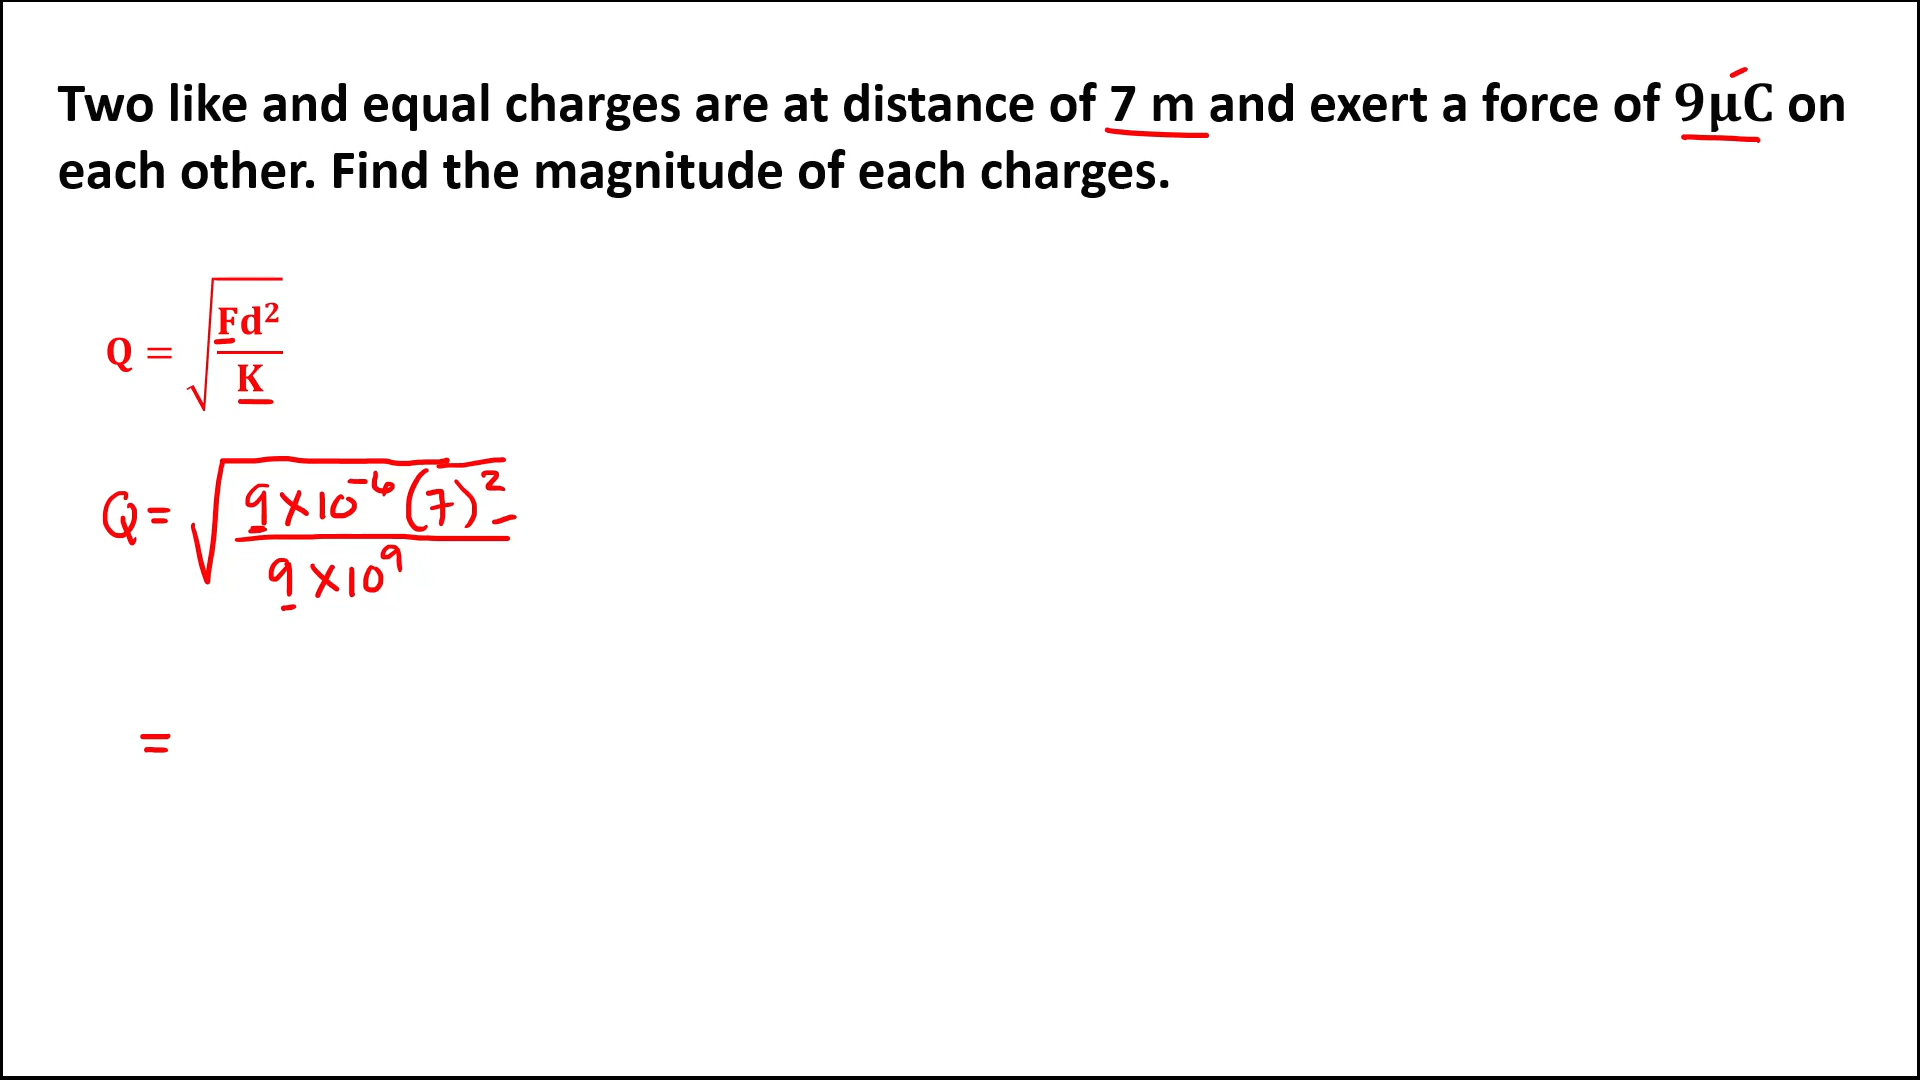 Two like and equal charges are at distance of 7 m and exert a force of 9μC on
each other. Find the magnitude of each charges.
Q = √(Fd²/K)
Q = √(9×10⁻⁶(7)²/9×10⁹)
=